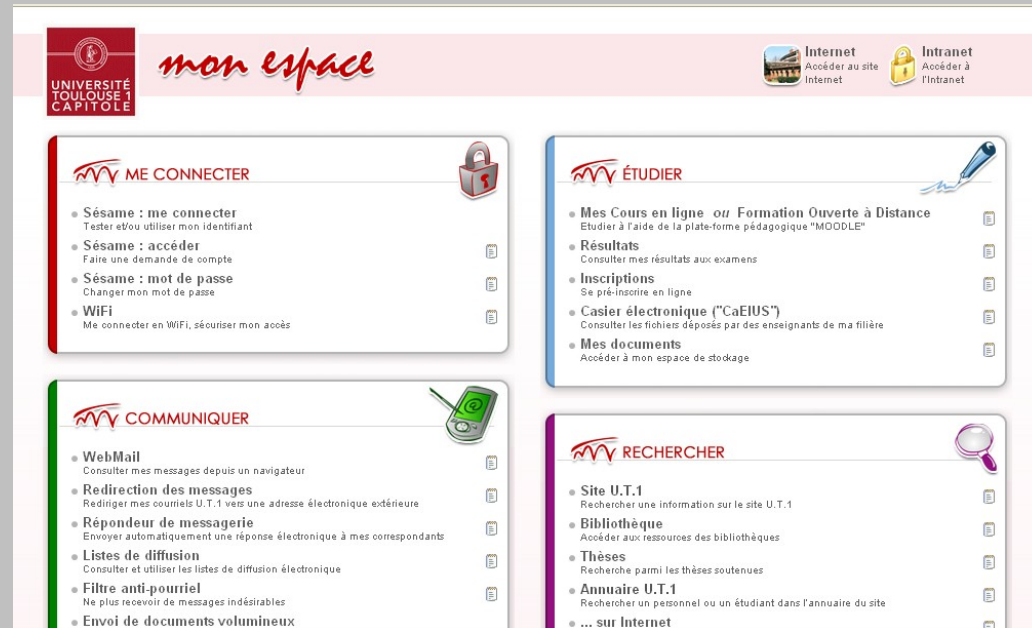 UNIVERSITÉ
TOULOUSE 1
CAPITOLE
mon espace
Internet
Accéder au site
Internet
Intranet
Accéder à
l'Intranet
ME CONNECTER
Sésame : me connecter
Tester et/ou utiliser mon identifiant
Sésame : accéder
Faire une demande de compte
Sésame : mot de passe
Changer mon mot de passe
WiFi
Me connecter en WiFi, sécuriser mon accès
ÉTUDIER
Mes Cours en ligne ou Formation Ouverte à Distance
Etudier à l'aide de la plate-forme pédagogique "MOODLE"
Résultats
Consulter mes résultats aux examens
Inscriptions
Se pré-inscrire en ligne
Casier électronique ("CaEIUS")
Consulter les fichiers déposés par des enseignants de ma filière
Mes documents
Accéder à mon espace de stockage
COMMUNIQUER
WebMail
Consulter mes messages depuis un navigateur
Redirection des messages
Rediriger mes courriels U.T.1 vers une adresse électronique extérieure
Répondeur de messagerie
Envoyer automatiquement une réponse électronique à mes correspondants
Listes de diffusion
Consulter et utiliser les listes de diffusion électronique
Filtre anti-pourriel
Ne plus recevoir de messages indésirables
Envoi de documents volumineux
RECHERCHER
Site U.T.1
Rechercher une information sur le site U.T.1
Bibliothèque
Accéder aux ressources des bibliothèques
Thèses
Recherche parmi les thèses soutenues
Annuaire U.T.1
Rechercher un personnel ou un étudiant dans l'annuaire du site
... sur Internet